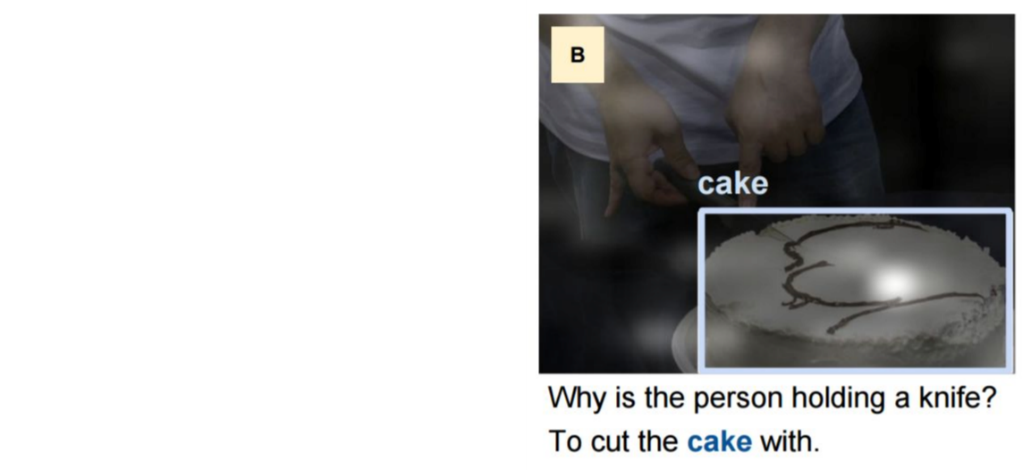 B
cake
Why is the person holding a knife?
To cut the cake with.